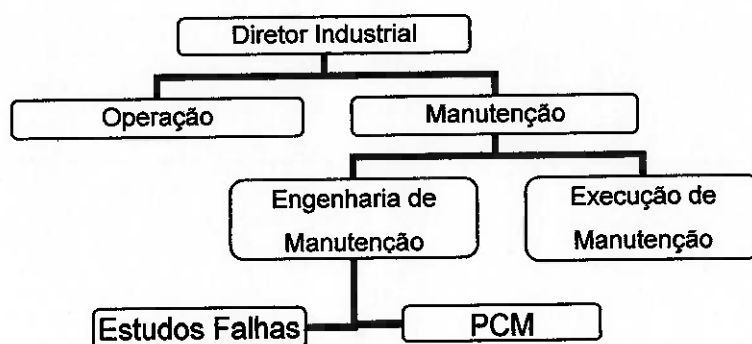 Diretor Industrial
Operação
Manutenção
Engenharia de
Manutenção
Execução de
Manutenção
Estudos Falhas
PCM